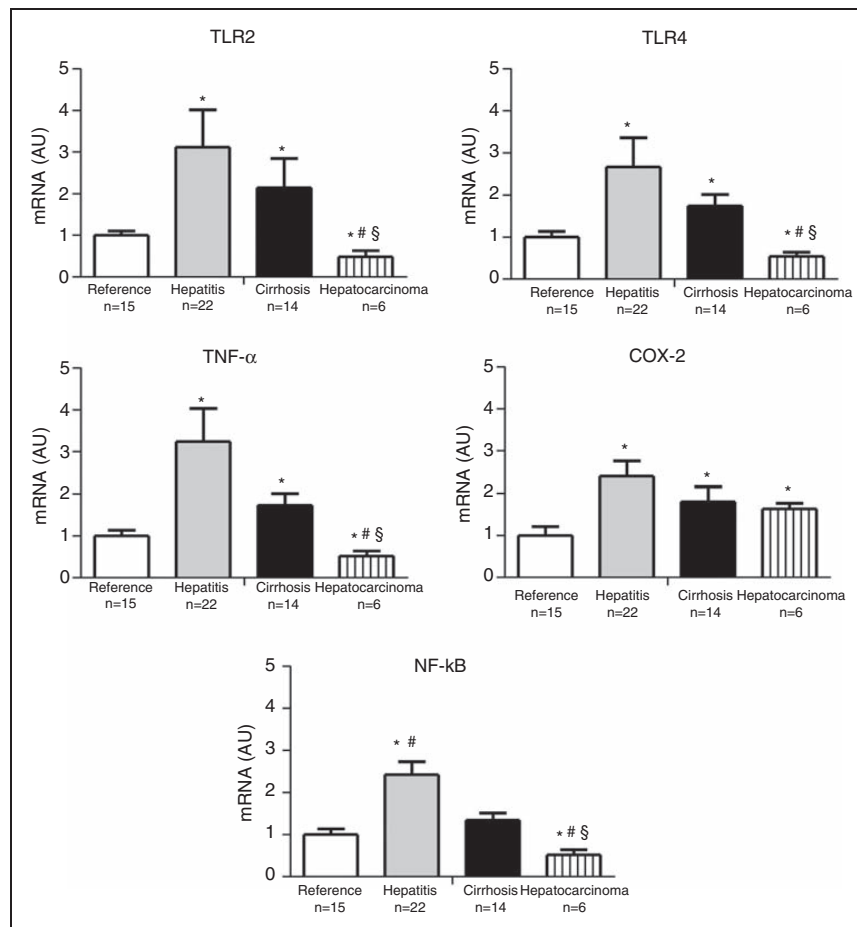 TLR2
mRNA (AU)
5
4
3
2
1
0
*
*
* # §
Reference Hepatitis Cirrhosis Hepatocarcinoma
n=15 n=22 n=14 n=6
TLR4
mRNA (AU)
5
4
3
2
1
0
*
*
* # §
Reference Hepatitis Cirrhosis Hepatocarcinoma
n=15 n=22 n=14 n=6
TNF-α
mRNA (AU)
5
4
3
2
1
0
*
*
* # §
Reference Hepatitis Cirrhosis Hepatocarcinoma
n=15 n=22 n=14 n=6
COX-2
mRNA (AU)
5
4
3
2
1
0
*
*
*
Reference Hepatitis Cirrhosis Hepatocarcinoma
n=15 n=22 n=14 n=6
NF-kB
mRNA (AU)
5
4
3
2
1
0
* #
* # §
Reference Hepatitis Cirrhosis Hepatocarcinoma
n=15 n=22 n=14 n=6